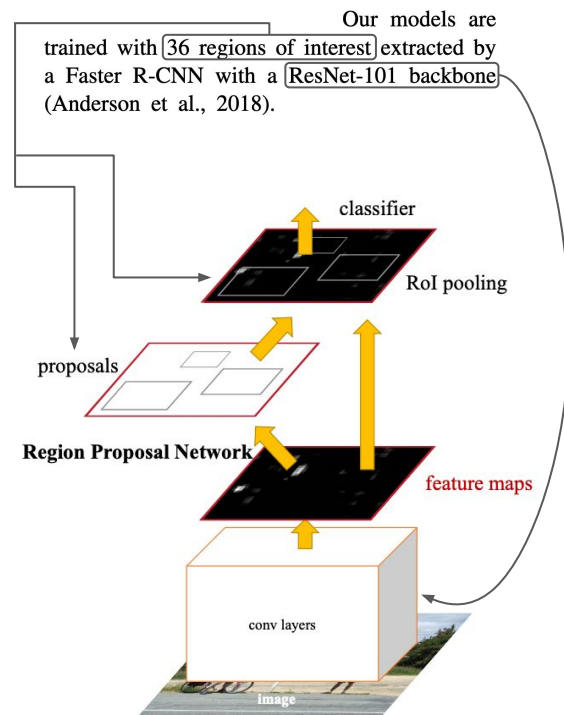 Our models are
trained with 36 regions of interest extracted by
a Faster R-CNN with a ResNet-101 backbone
(Anderson et al., 2018).
classifier
RoI pooling
proposals
Region Proposal Network
feature maps
conv layers
image